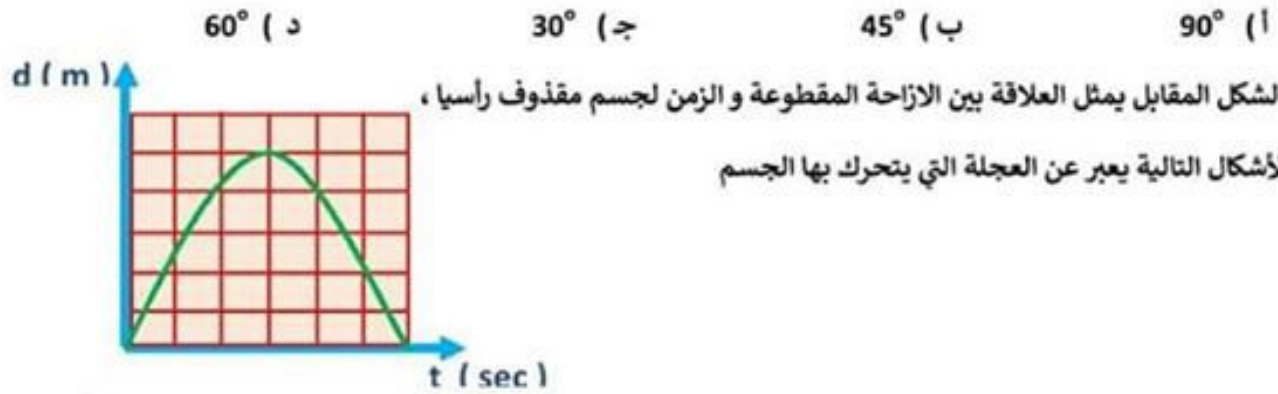 أ ) 90° ب ) 45° جـ ) 30° د ) 60°
لشكل المقابل يمثل العلاقة بين الازاحة المقطوعة و الزمن لجسم مقذوف رأسيا ،
لأشكال التالية يعبر عن العجلة التي يتحرك بها الجسم
d ( m )
t ( sec )